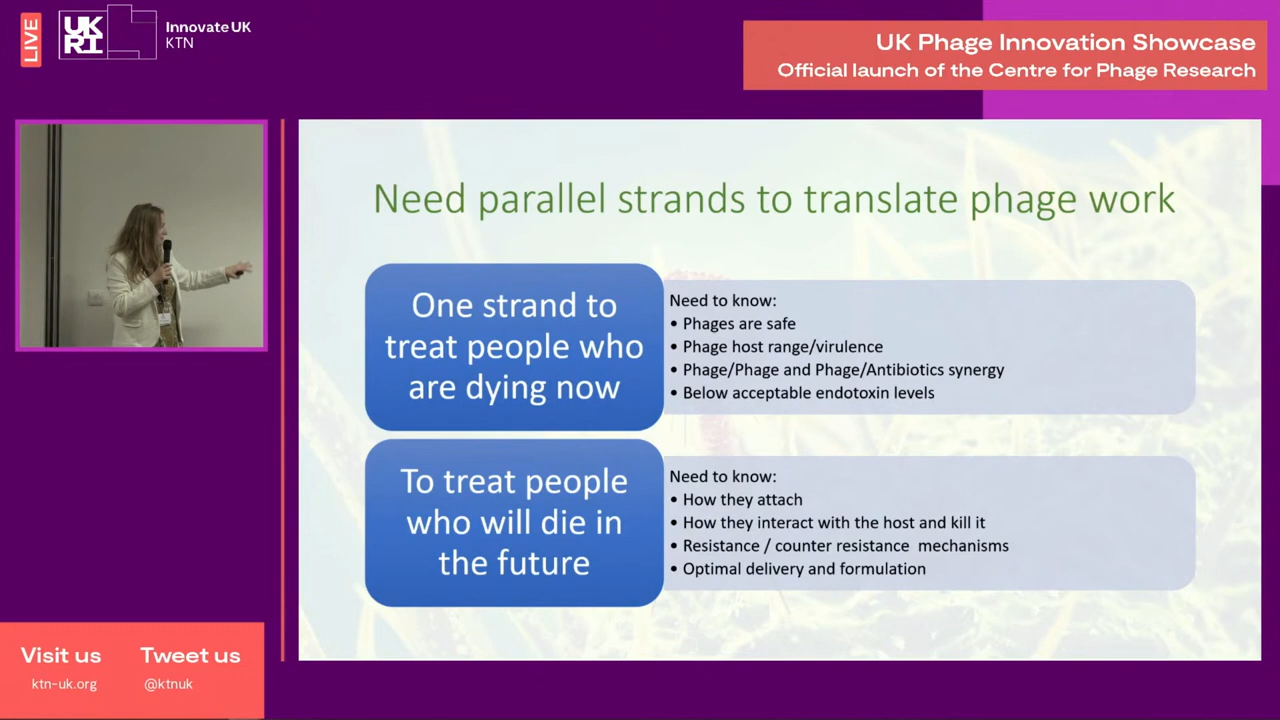 LIVE
UK
RI
Innovate UK
KTN
UK Phage Innovation Showcase
Official launch of the Centre for Phage Research
Need parallel strands to translate phage work
One strand to
treat people who
are dying now
Need to know:
• Phages are safe
• Phage host range/virulence
• Phage/Phage and Phage/Antibiotics synergy
• Below acceptable endotoxin levels
To treat people
who will die in
the future
Need to know:
• How they attach
• How they interact with the host and kill it
• Resistance / counter resistance  mechanisms
• Optimal delivery and formulation
Visit us
ktn-uk.org
Tweet us
@ktnuk